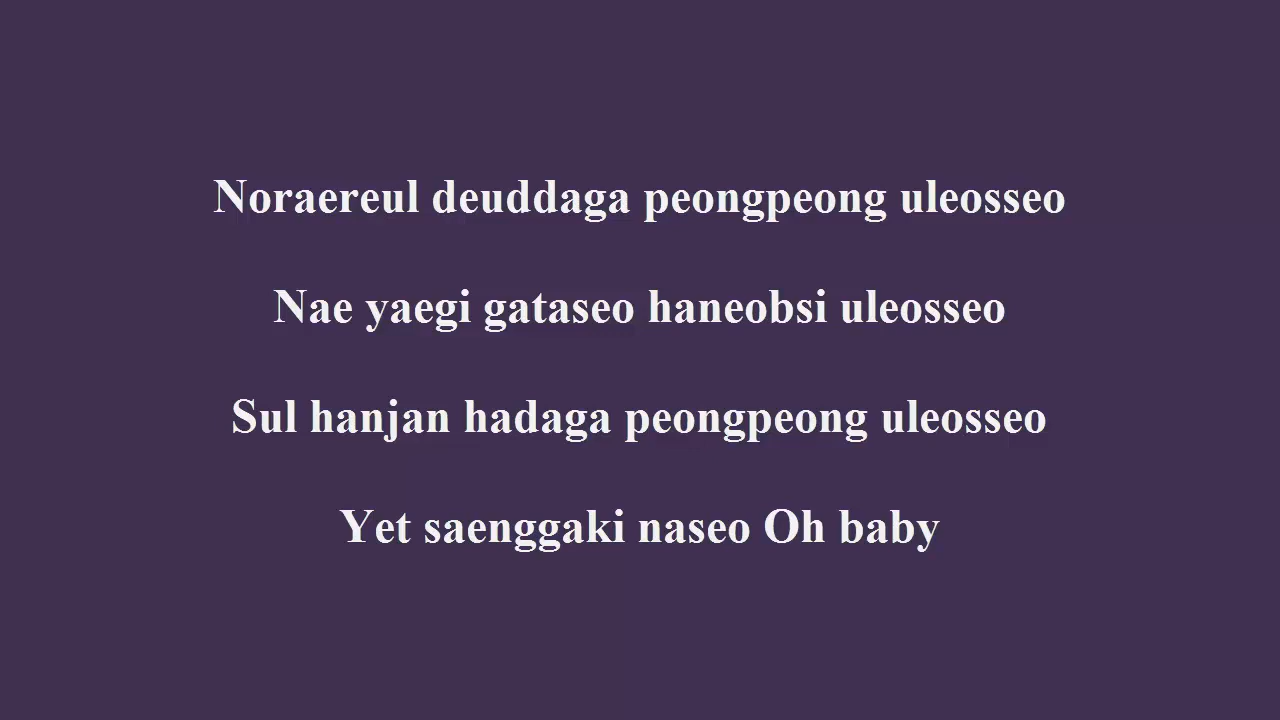 Noraereul deuddaga peongpeong uleosseo
Nae yaegi gataseo haneobsi uleosseo
Sul hanjan hadaga peongpeong uleosseo
Yet saenggaki naseo Oh baby